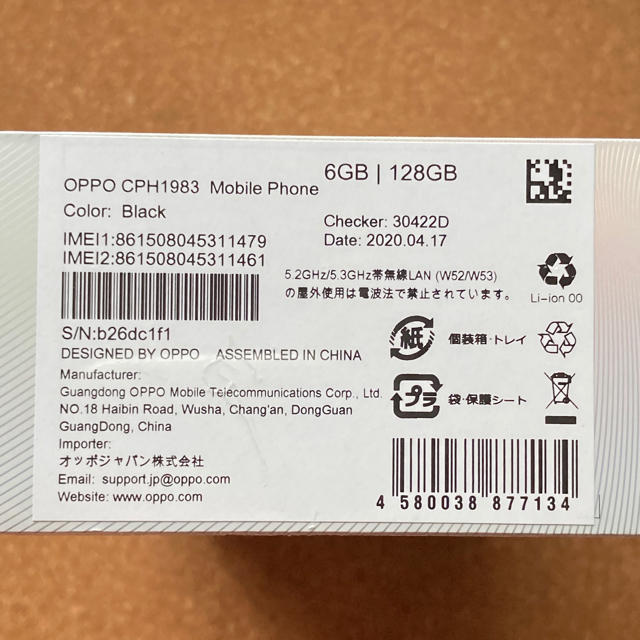 OPPO CPH1983 Mobile Phone
6GB | 128GB
Color: Black
Checker: 30422D
Date: 2020.04.17
IMEI1:861508045311479
IMEI2:861508045311461
5.2GHz/5.3GHz帯無線LAN (W52/W53)
の屋外使用は電波法で禁止されています。
Li-ion 00
S/N:b26dc1f1
DESIGNED BY OPPO ASSEMBLED IN CHINA
紙
個装箱・トレイ
Manufacturer:
Guangdong OPPO Mobile Telecommunications Corp., Ltd.
NO.18 Haibin Road, Wusha, Chang'an, DongGuan
GuangDong, China
プラ
袋・保護シート
Importer:
オッポジャパン株式会社
Email: support.jp@oppo.com
Website: www.oppo.com
4 580038 877134